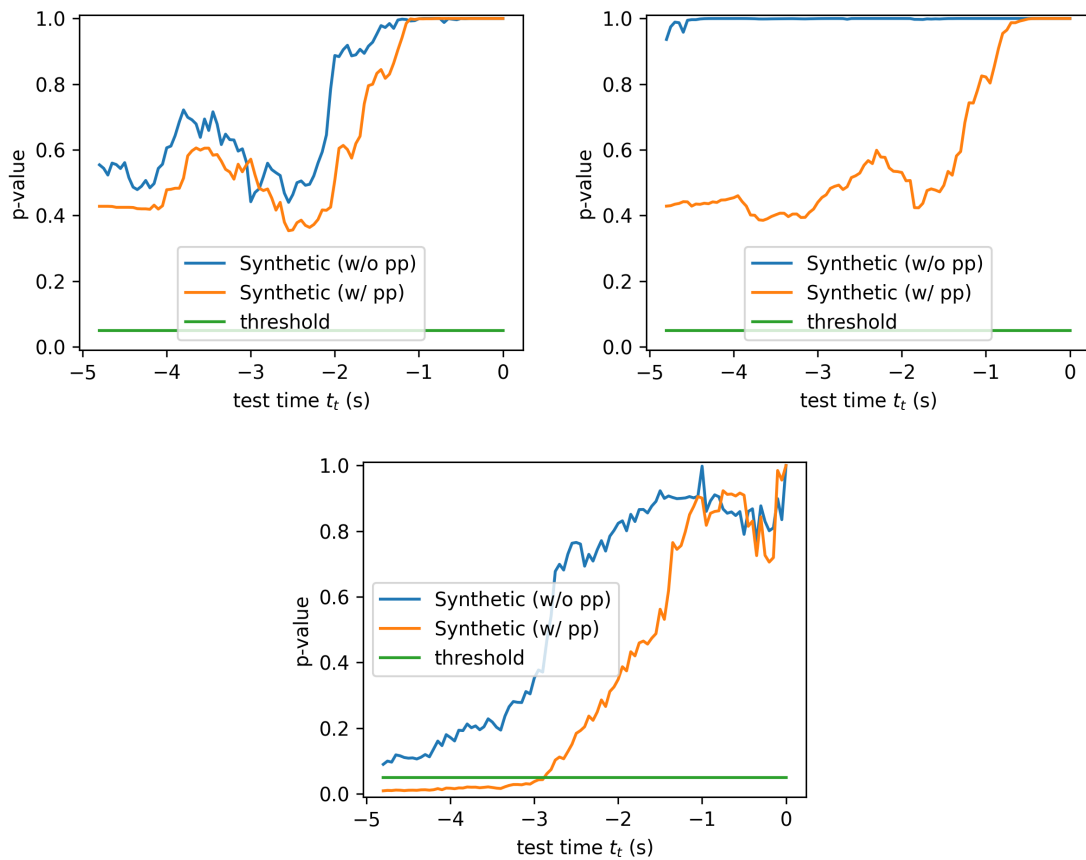 1.0
0.8
0.6
0.4
0.2
0.0
p-value
Synthetic (w/o pp)
Synthetic (w/ pp)
threshold
−5 −4 −3 −2 −1 0
test time t_t (s)
1.0
0.8
0.6
0.4
0.2
0.0
p-value
Synthetic (w/o pp)
Synthetic (w/ pp)
threshold
−5 −4 −3 −2 −1 0
test time t_t (s)
1.0
0.8
0.6
0.4
0.2
0.0
p-value
Synthetic (w/o pp)
Synthetic (w/ pp)
threshold
−5 −4 −3 −2 −1 0
test time t_t (s)